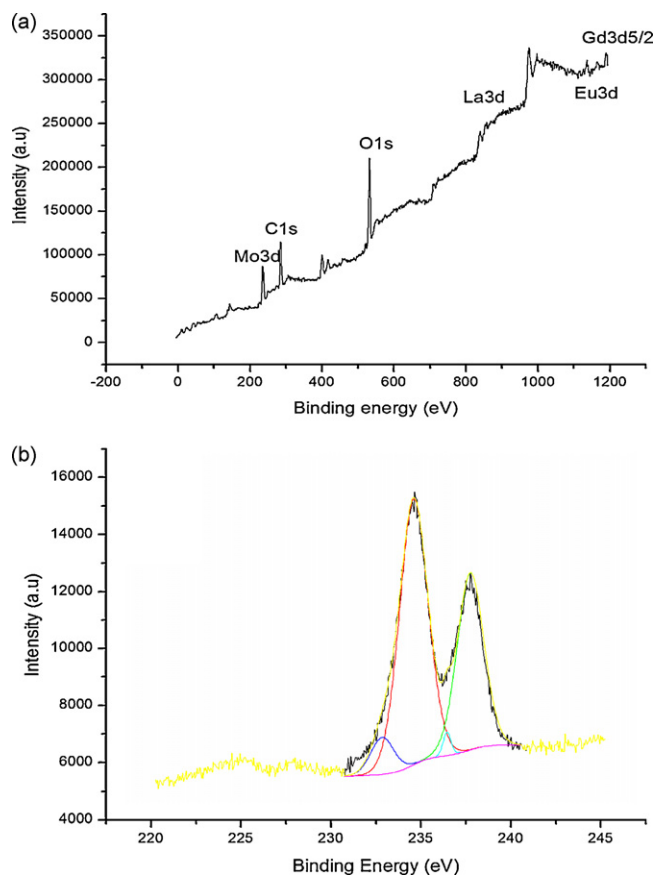 (a)
Gd3d5/2
350000
300000
Eu3d
La3d
250000
200000
O1s
150000
C1s
100000
Mo3d
50000
0
Intensity (a.u)
-200 0 200 400 600 800 1000 1200
Binding energy (eV)
(b)
16000
14000
12000
10000
8000
6000
4000
Intensity (a.u)
220 225 230 235 240 245
Binding Energy (eV)